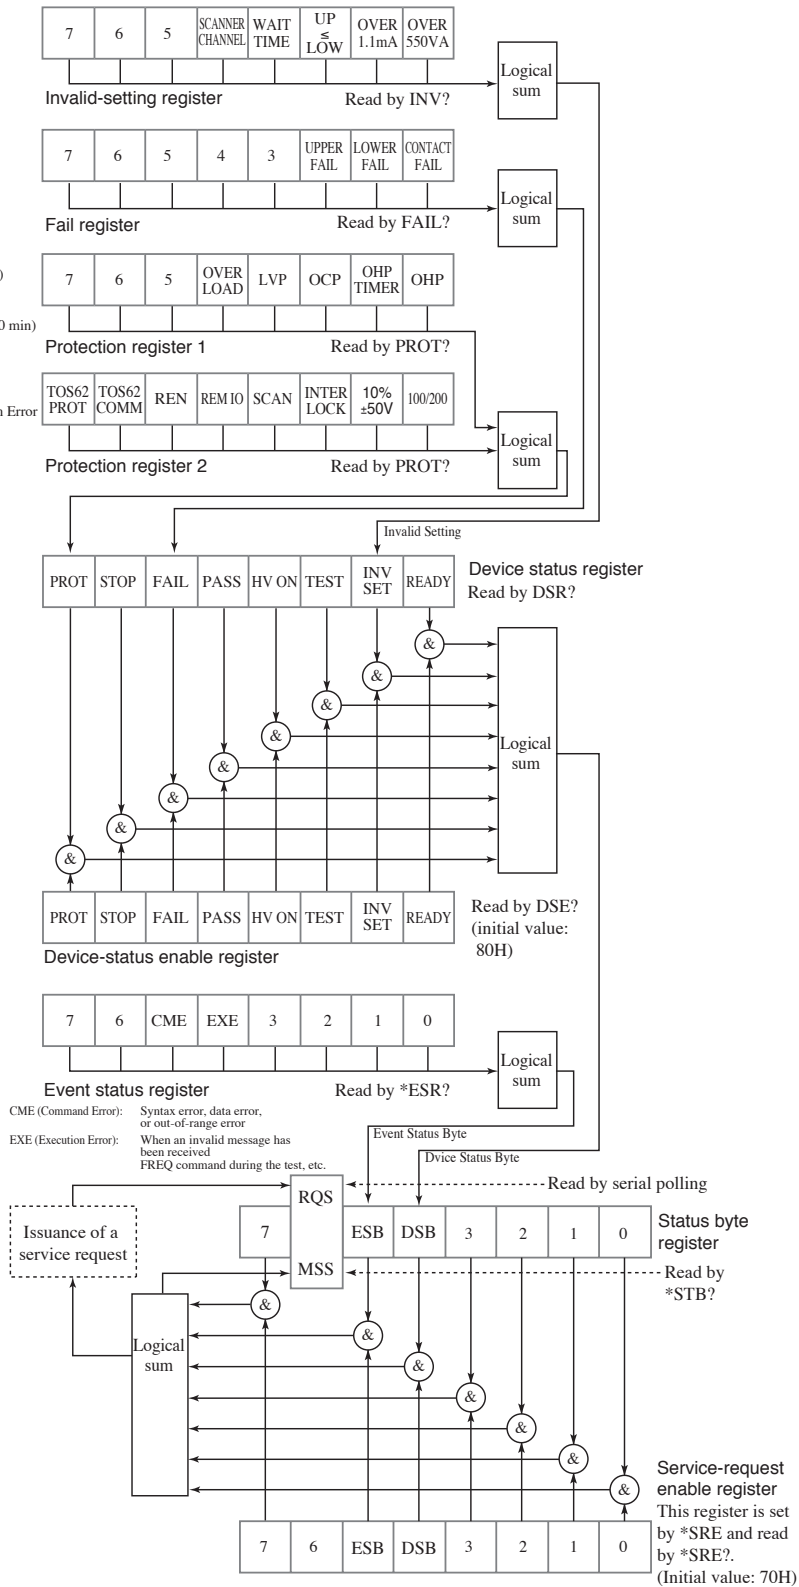 7 6 5 SCANNER CHANNEL WAIT TIME UP ≤ LOW OVER 1.1mA OVER 550VA
Logical sum
Invalid-setting register Read by INV?
7 6 5 4 3 UPPER FAIL LOWER FAIL CONTACT FAIL
Logical sum
Fail register Read by FAIL?
)
7 6 5 OVER LOAD LVP OCP OHP TIMER OHP
0 min)
Protection register 1 Read by PROT?
n Error
TOS62 PROT TOS62 COMM REN REM IO SCAN INTER LOCK 10% ±50V 100/200
Logical sum
Protection register 2 Read by PROT?
Invalid Setting
PROT STOP FAIL PASS HV ON TEST INV SET READY
Device status register
Read by DSR?
&
&
&
&
&
&
&
&
Logical sum
PROT STOP FAIL PASS HV ON TEST INV SET READY
Read by DSE?
(initial value:
80H)
Device-status enable register
7 6 CME EXE 3 2 1 0
Logical sum
Event status register Read by *ESR?
CME (Command Error): Syntax error, data error,
or out-of-range error
EXE (Execution Error): When an invalid message has
been received
FREQ command during the test, etc.
Event Status Byte
Dvice Status Byte
Read by serial polling
Issuance of a
service request
7 RQS MSS ESB DSB 3 2 1 0
Status byte
register
Read by
*STB?
Logical sum
&
&
&
&
&
&
&
7 6 ESB DSB 3 2 1 0
Service-request
enable register
This register is set
by *SRE and read
by *SRE?.
(Initial value: 70H)